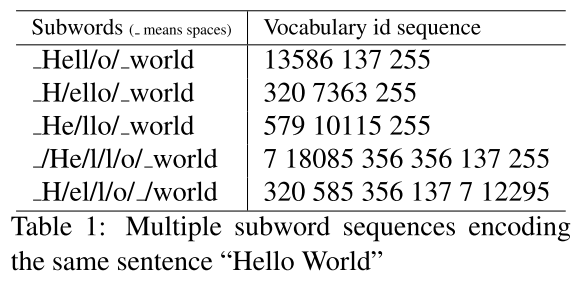 Subwords (_ means spaces) Vocabulary id sequence
_Hell/o/_world 13586 137 255
_H/ello/_world 320 7363 255
_He/llo/_world 579 10115 255
_/He/l/l/o/_world 7 18085 356 356 137 255
_H/el/l/o/_/world 320 585 356 137 7 12295
Table 1: Multiple subword sequences encoding
the same sentence “Hello World”